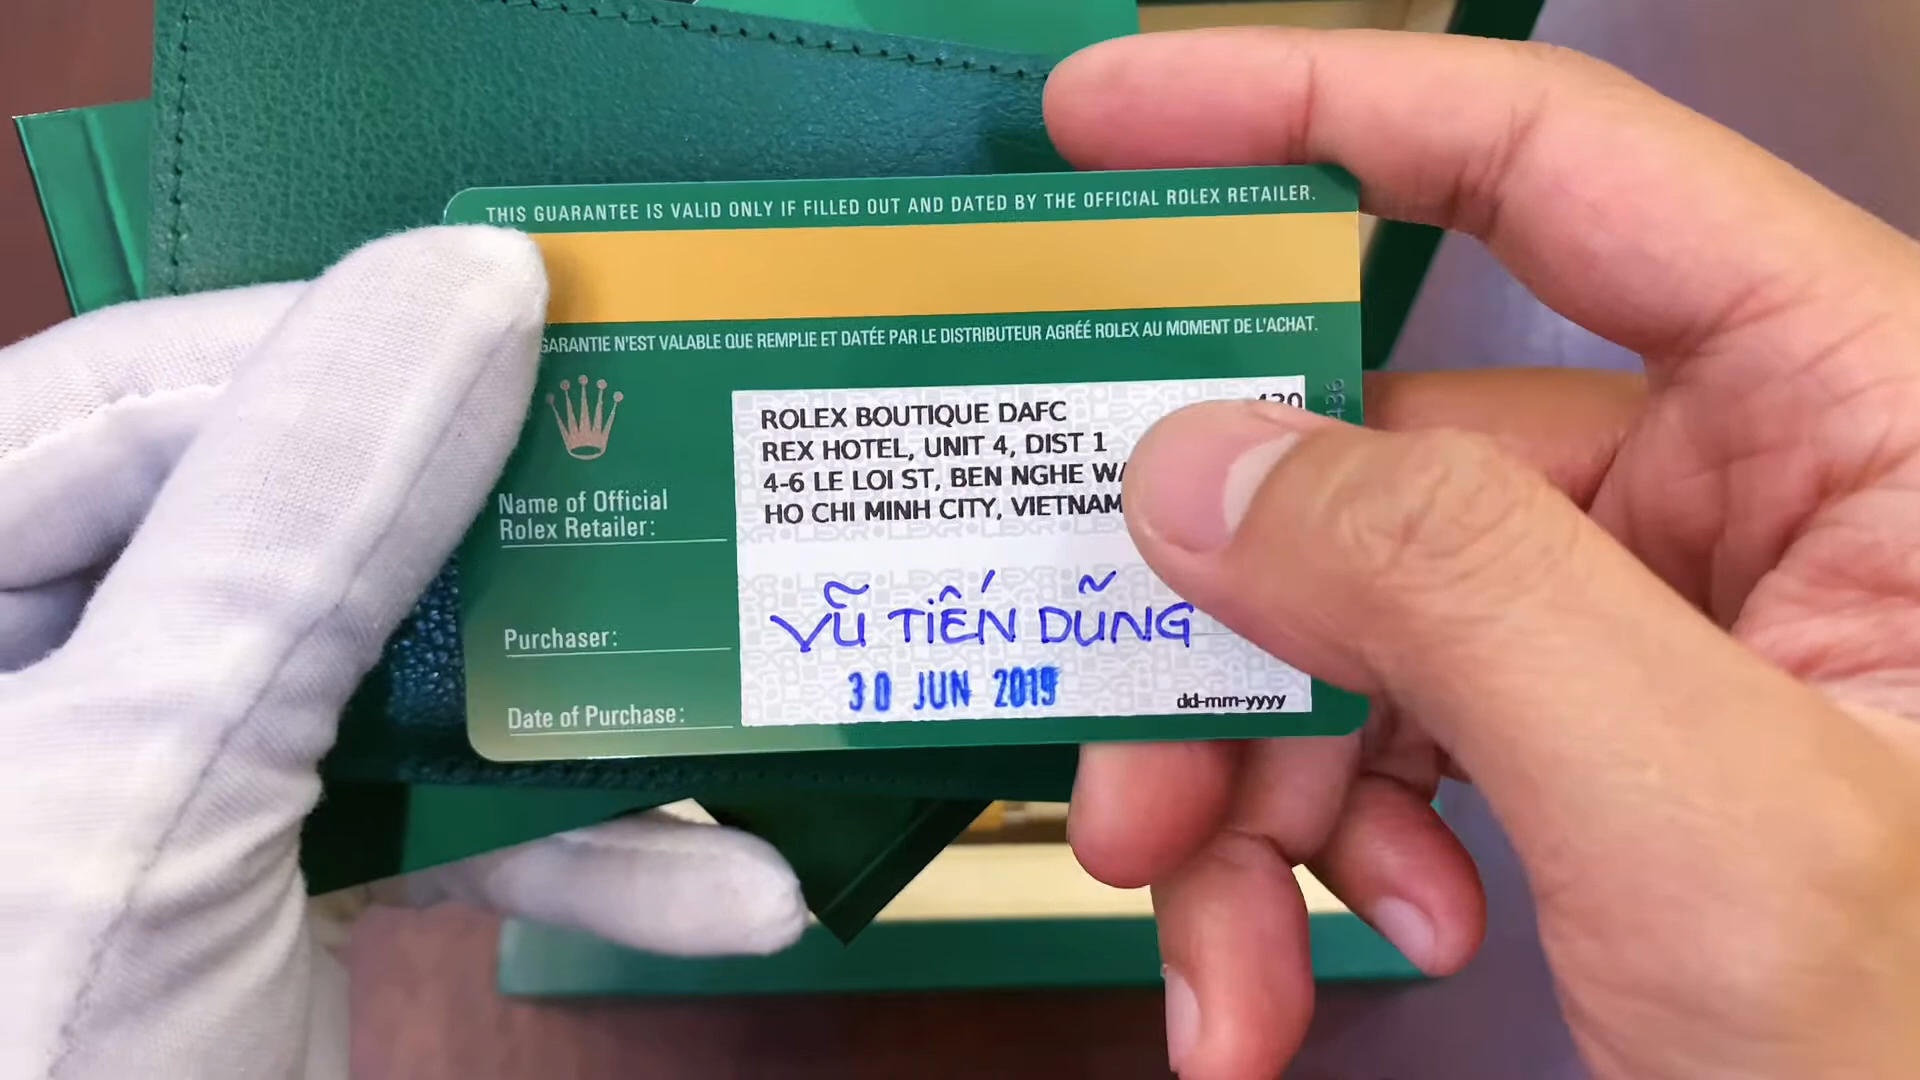 THIS GUARANTEE IS VALID ONLY IF FILLED OUT AND DATED BY THE OFFICIAL ROLEX RETAILER.
GARANTIE N'EST VALABLE QUE REMPLIE ET DATÉE PAR LE DISTRIBUTEUR AGRÉÉ ROLEX AU MOMENT DE L'ACHAT.
ROLEX BOUTIQUE DAFC
REX HOTEL, UNIT 4, DIST 1
4-6 LE LOI ST, BEN NGHE
HO CHI MINH CITY, VIETNAM
Name of Official
Rolex Retailer:
Purchaser: VŨ TIẾN DŨNG
Date of Purchase: 30 JUN 2019 dd-mm-yyyy